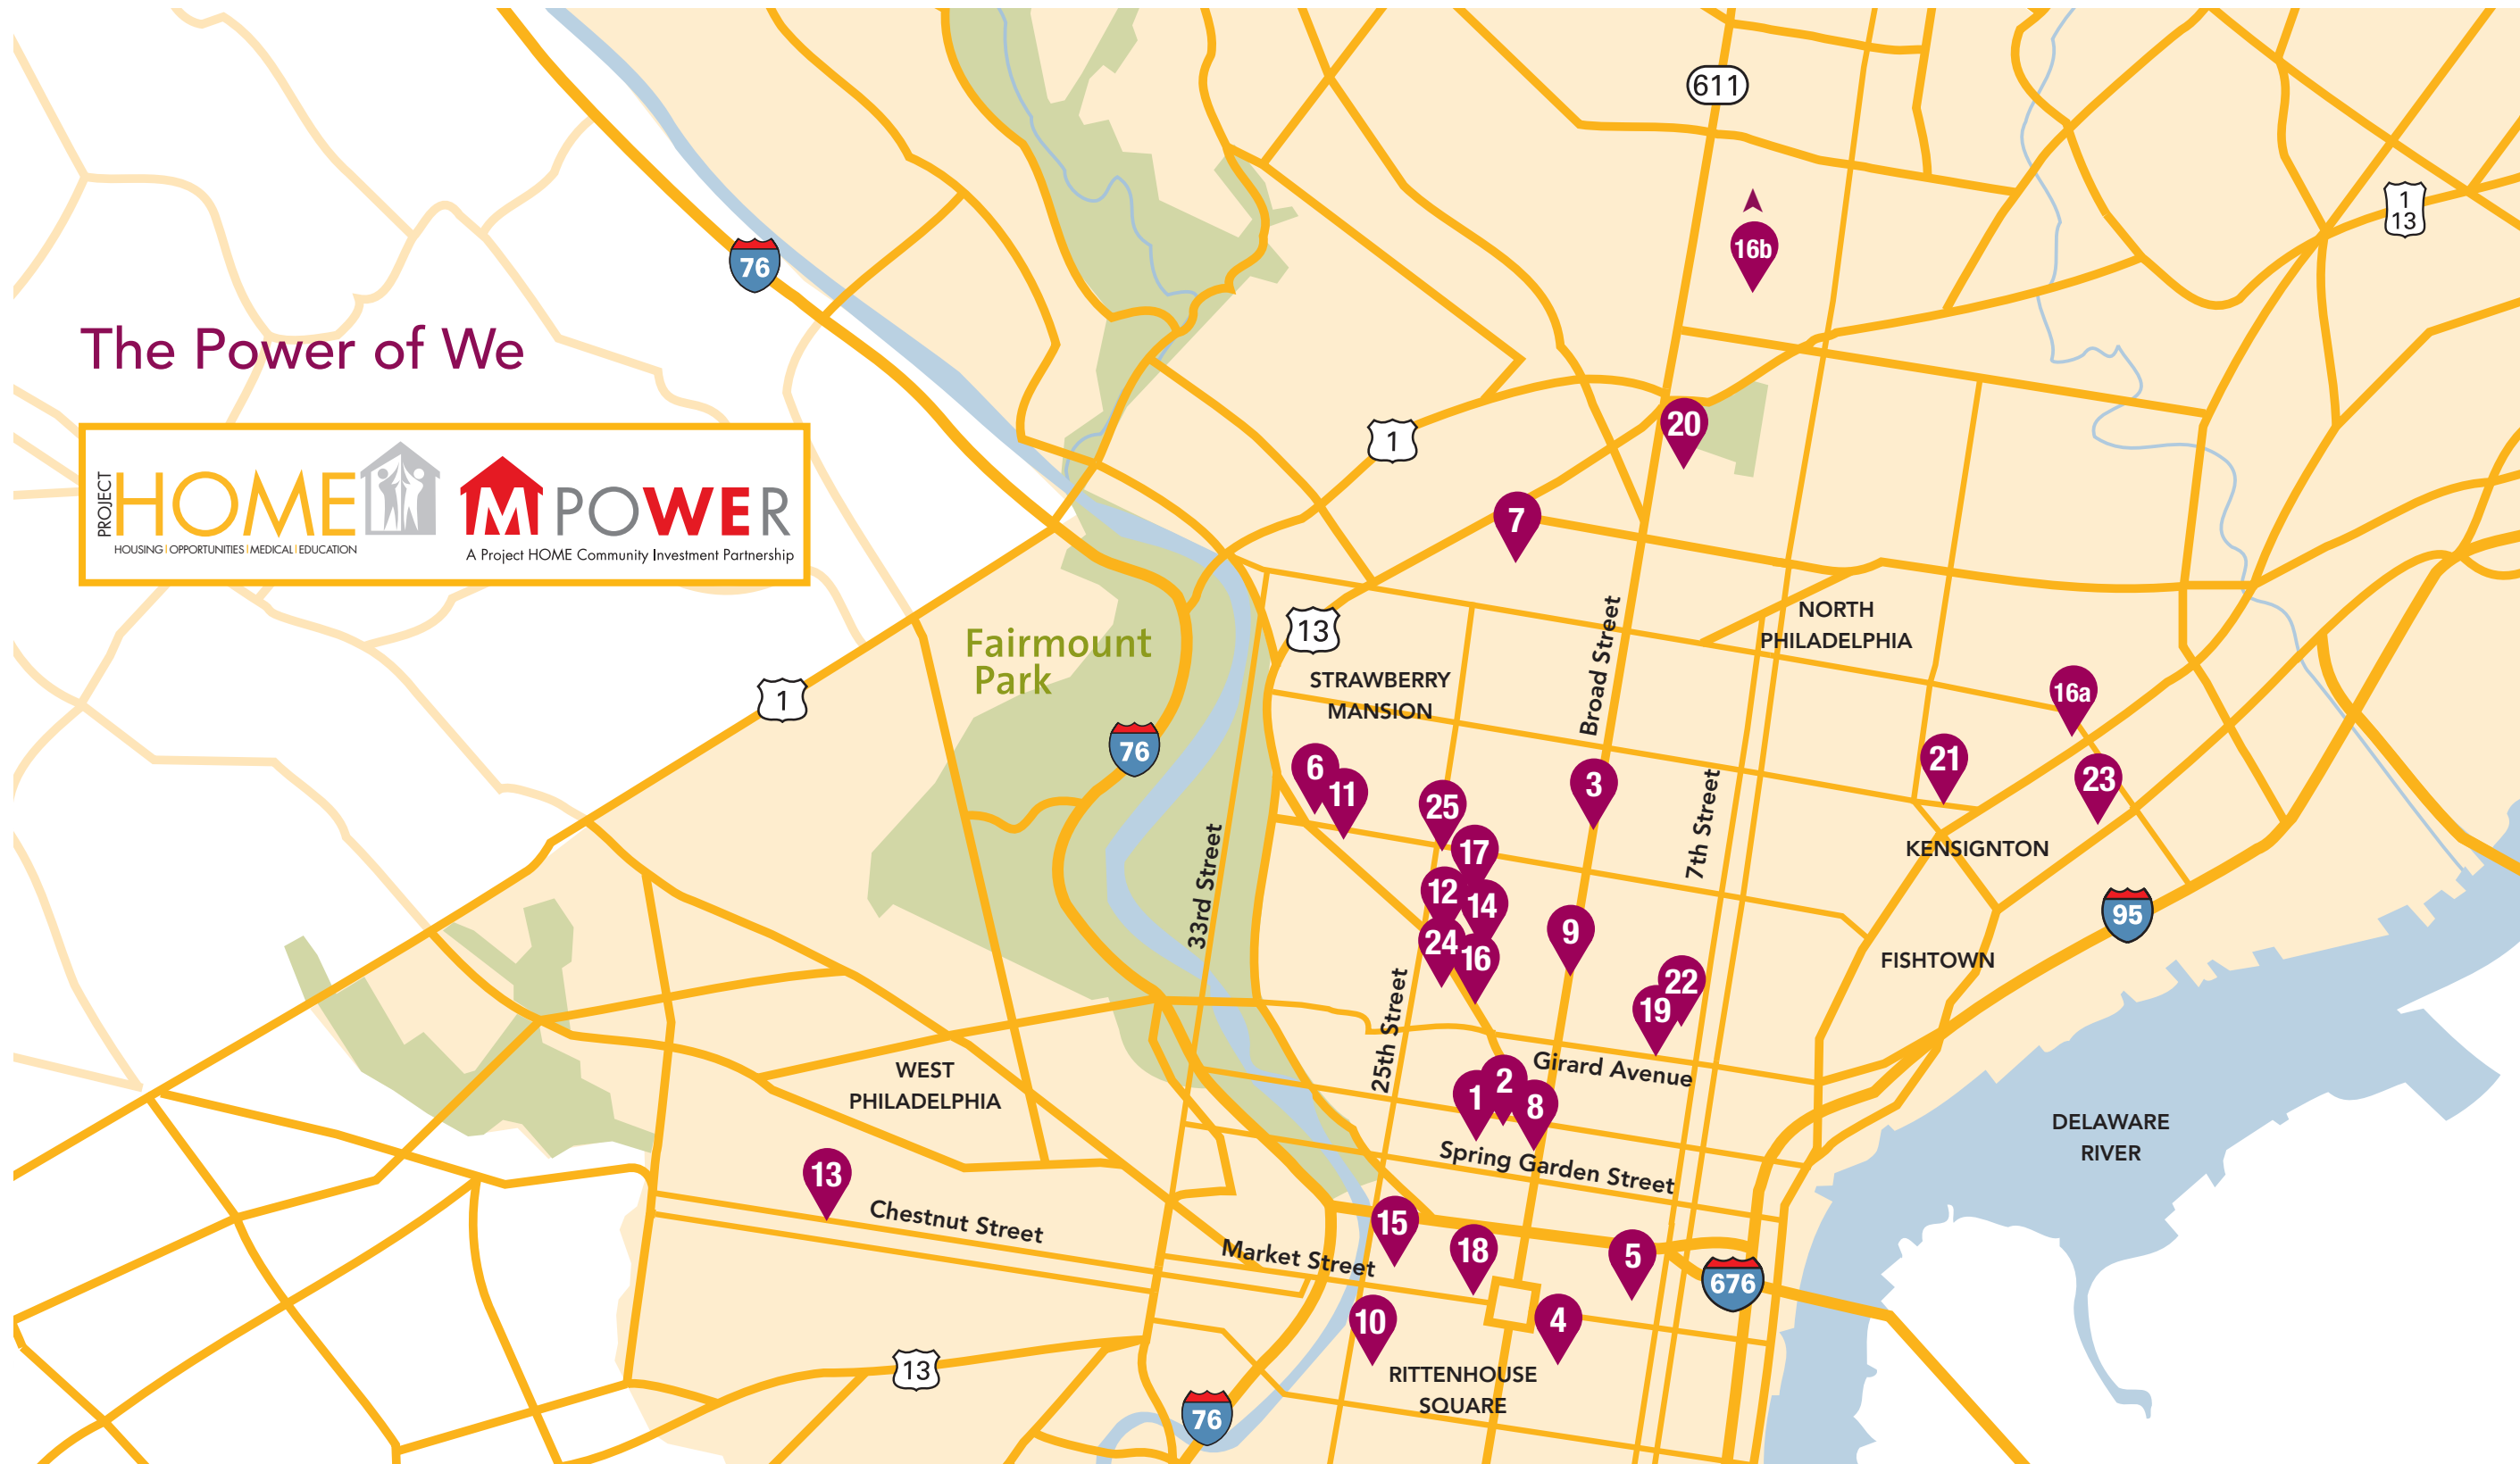 611
1
13
16b
76
The Power of We
20
1
PROJECT
HOME
HOUSING | OPPORTUNITIES | MEDICAL | EDUCATION
M POWER
A Project HOME Community Investment Partnership
7
13
NORTH
PHILADELPHIA
Fairmount
Park
STRAWBERRY
MANSION
Broad Street
1
16a
76
6
11
25
3
21
23
7th Street
17
KENSIGNTON
33rd Street
12
14
95
24
16
9
FISHTOWN
22
19
25th Street
WEST
PHILADELPHIA
Girard Avenue
1
2
8
DELAWARE
RIVER
Spring Garden Street
13
Chestnut Street
15
Market Street
18
5
676
10
4
13
RITTENHOUSE
SQUARE
76